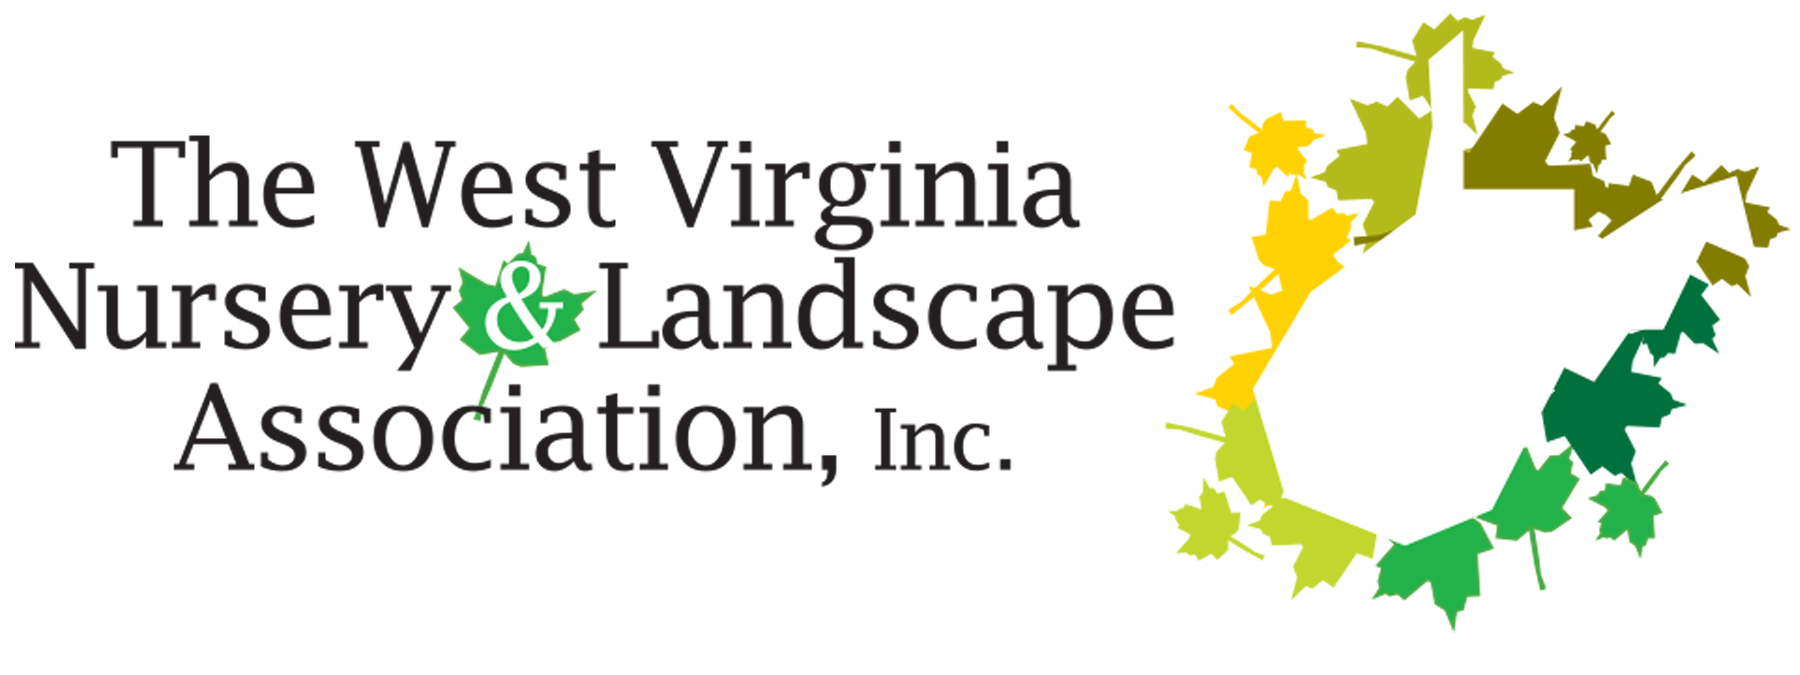 The West Virginia
Nursery & Landscape
Association, Inc.